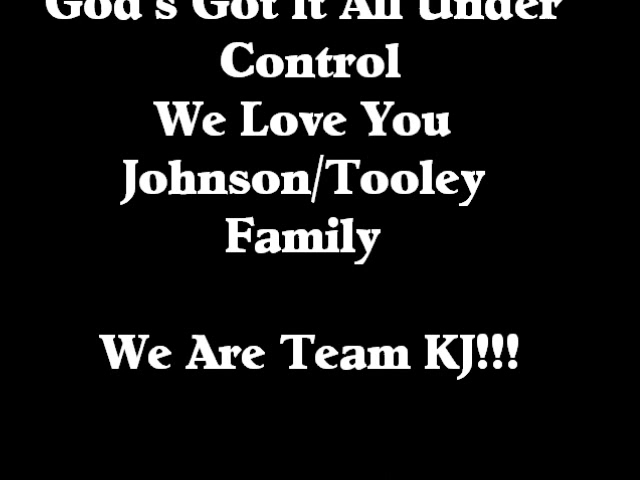 God's Got It All Under
Control
We Love You
Johnson/Tooley
Family
We Are Team KJ!!!